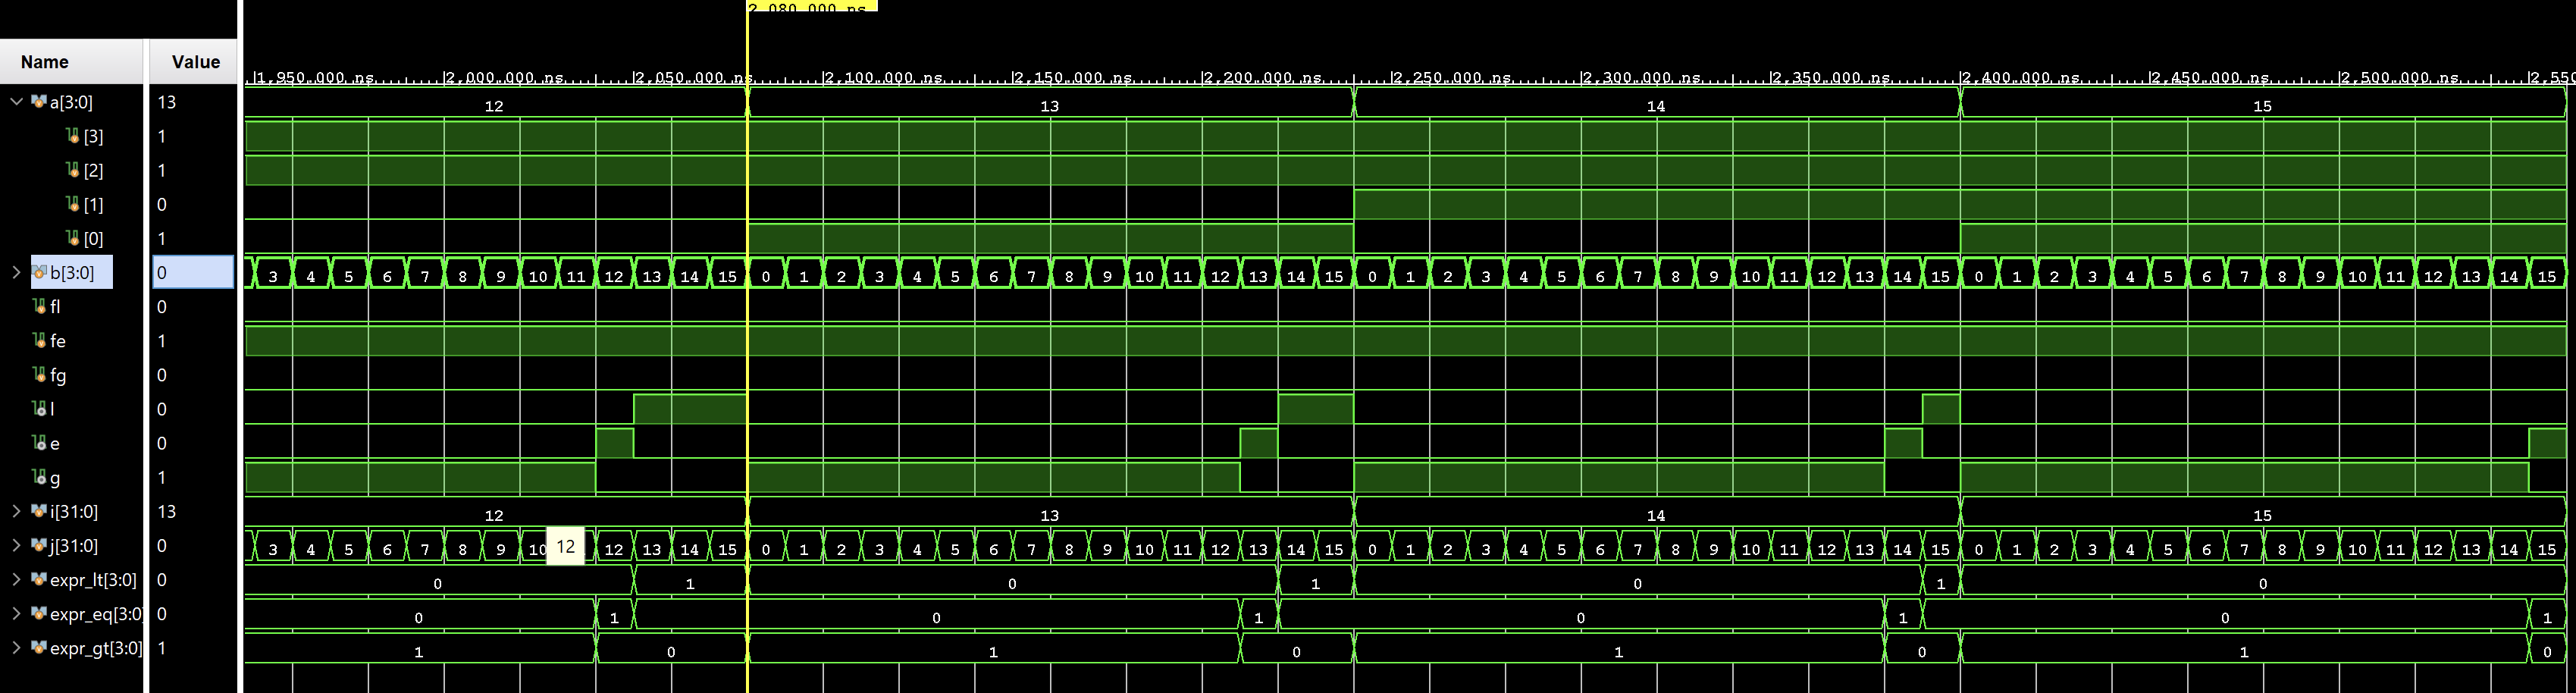 2,080.000 ns
Name Value
1,950.000 ns 2,000.000 ns 2,050.000 ns 2,100.000 ns 2,150.000 ns 2,200.000 ns 2,250.000 ns 2,300.000 ns 2,350.000 ns 2,400.000 ns 2,450.000 ns 2,500.000 ns 2,550
a[3:0] 13 12 13 14 15
[3] 1
[2] 1
[1] 0
[0] 1
b[3:0] 0 3 4 5 6 7 8 9 10 11 12 13 14 15 0 1 2 3 4 5 6 7 8 9 10 11 12 13 14 15 0 1 2 3 4 5 6 7 8 9 10 11 12 13 14 15 0 1 2 3 4 5 6 7 8 9 10 11 12 13 14 15
fl 0
fe 1
fg 0
l 0
e 0
g 1
i[31:0] 13 12 13 14 15
j[31:0] 0 3 4 5 6 7 8 9 10 12 12 13 14 15 0 1 2 3 4 5 6 7 8 9 10 11 12 13 14 15 0 1 2 3 4 5 6 7 8 9 10 11 12 13 14 15 0 1 2 3 4 5 6 7 8 9 10 11 12 13 14 15
expr_lt[3:0] 0 0 1 0 1 0 1 0
expr_eq[3:0] 0 0 1 0 1 0 1 0 1
expr_gt[3:0] 1 1 0 1 0 1 0 1 0